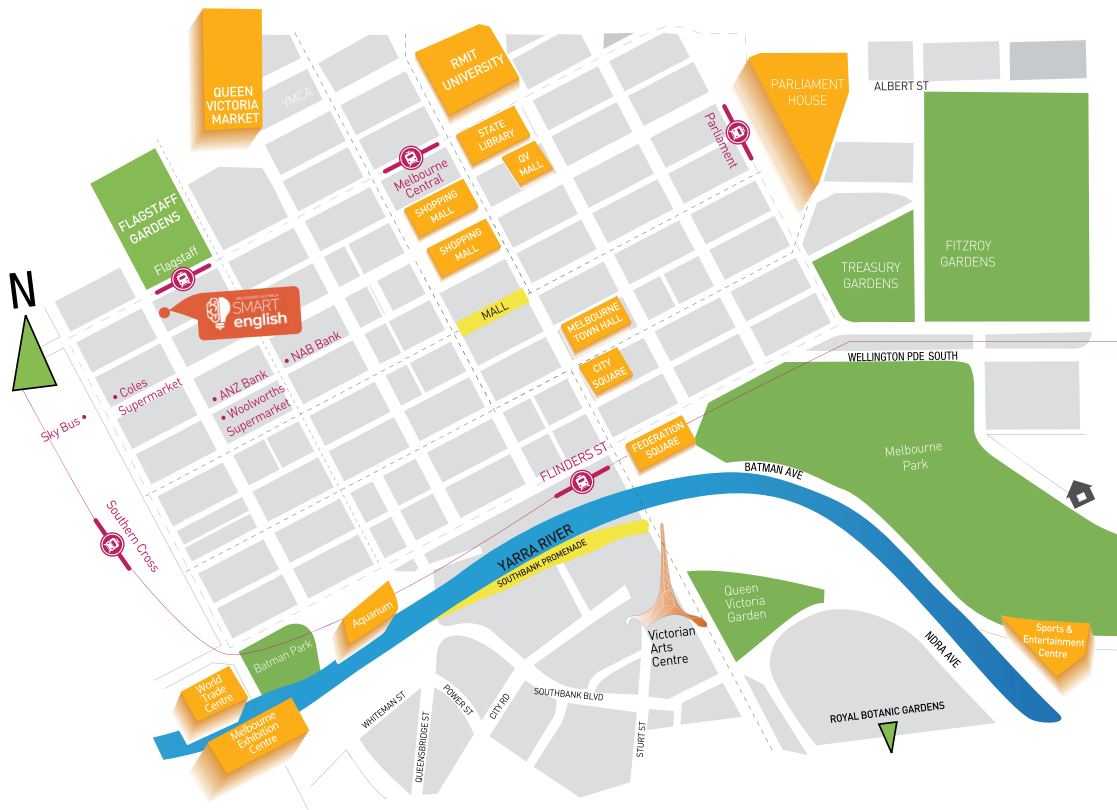 QUEEN
VICTORIA
MARKET
YMCA
RMIT
UNIVERSITY
STATE
LIBRARY
QV
MALL
Parliament
PARLIAMENT
HOUSE
ALBERT ST
Melbourne
Central
SHOPPING
MALL
SHOPPING
MALL
FLAGSTAFF
GARDENS
Flagstaff
FITZROY
GARDENS
TREASURY
GARDENS
N
SMART
english
MALL
MELBOURNE
TOWN HALL
CITY
SQUARE
• NAB Bank
• ANZ Bank
• Woolworths
Supermarket
• Coles
Supermarket
Sky Bus •
WELLINGTON PDE SOUTH
FEDERATION
SQUARE
Melbourne
Park
BATMAN AVE
FLINDERS ST
Southern Cross
YARRA RIVER
SOUTHBANK PROMENADE
Aquarium
Batman Park
Queen
Victoria
Garden
Victorian
Arts
Centre
NDRA AVE
Sports &
Entertainment
Centre
World
Trade
Centre
Melbourne
Exhibition
Centre
WHITEMAN ST
QUEENSBRIDGE ST
POWER ST
CITY RD
SOUTHBANK BLVD
STURT ST
ROYAL BOTANIC GARDENS